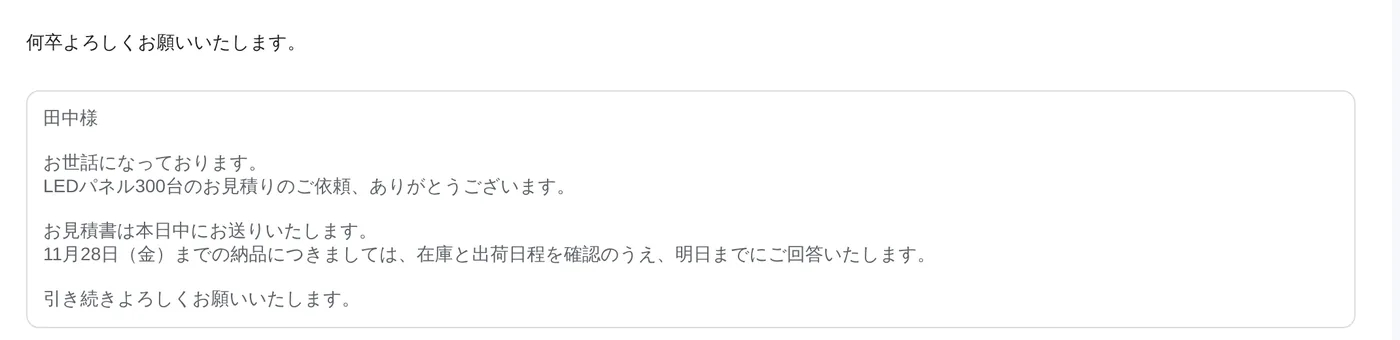 何卒よろしくお願いいたします。
田中様
お世話になっております。
LEDパネル300台のお見積りのご依頼、ありがとうございます。
お見積書は本日中にお送りいたします。
11月28日（金）までの納品につきましては、在庫と出荷日程を確認のうえ、明日までにご回答いたします。
引き続きよろしくお願いいたします。